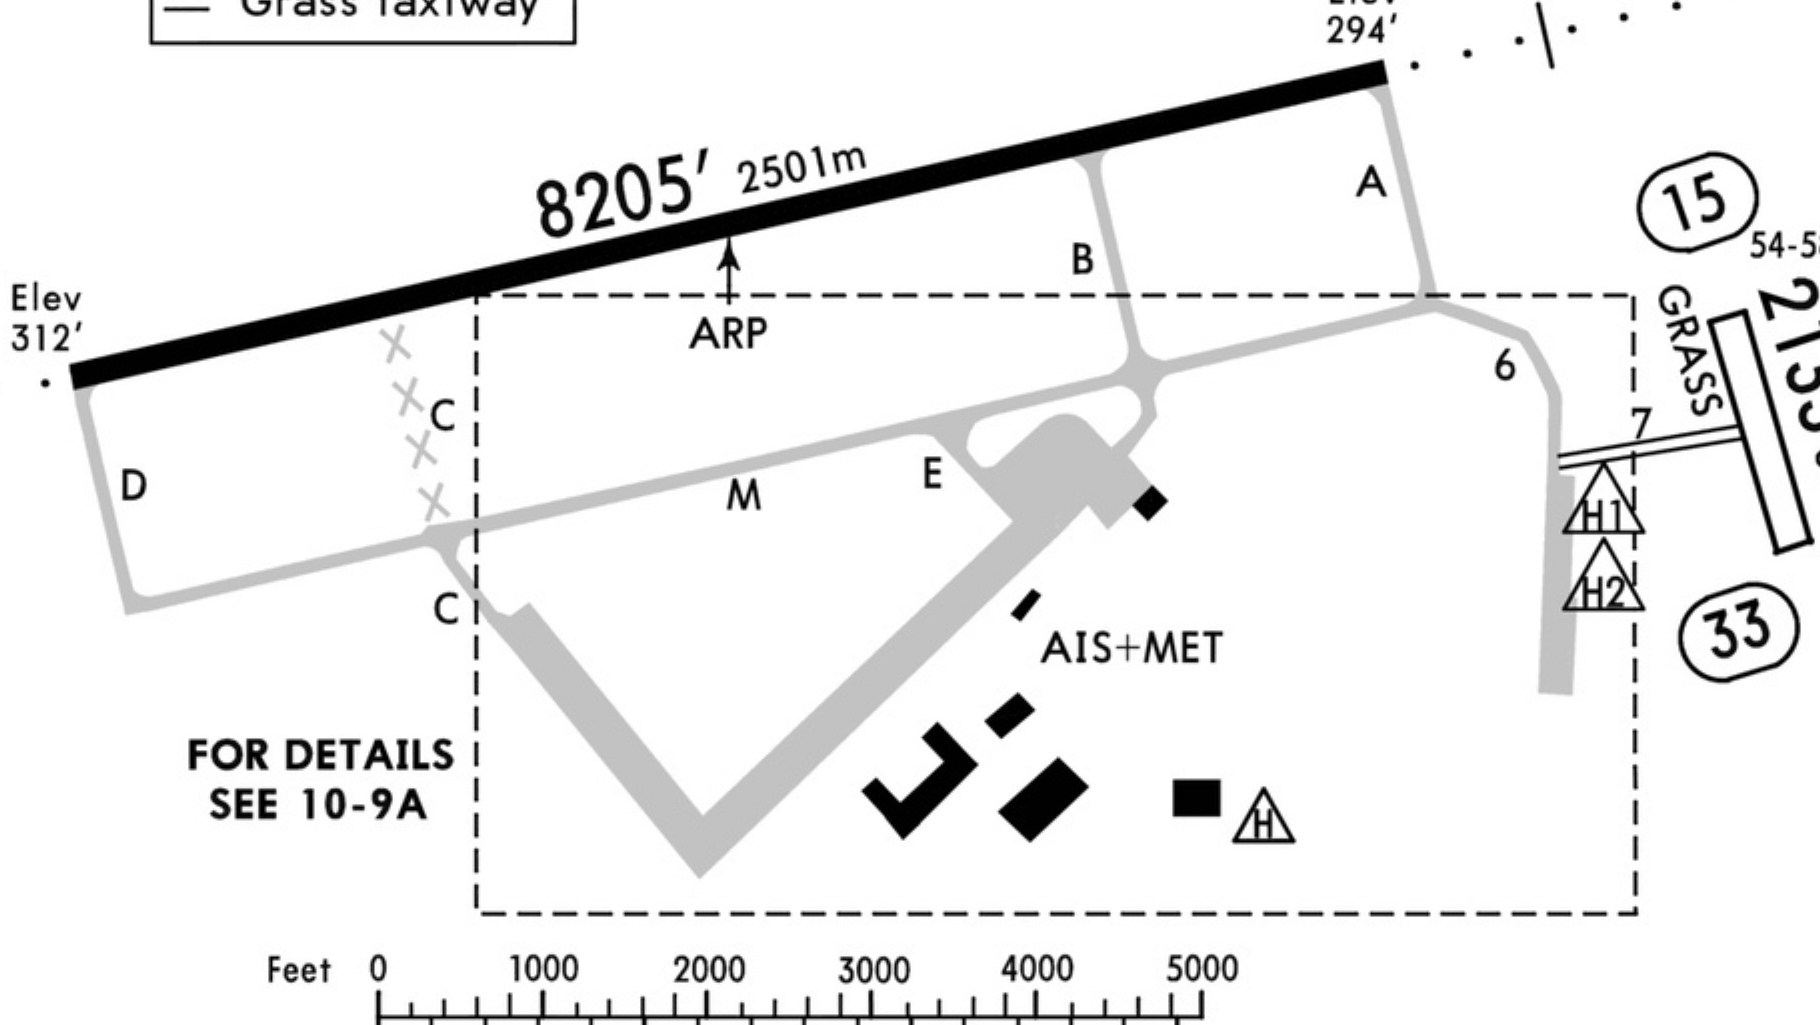 Grass Taxiway
Elev
294'
8205' 2501m
A
15
54-5
B
GRASS
Elev
312'
ARP
6
C
7
D
E
M
H1
H2
C
33
AIS+MET
FOR DETAILS
SEE 10-9A
H
Feet 0 1000 2000 3000 4000 5000